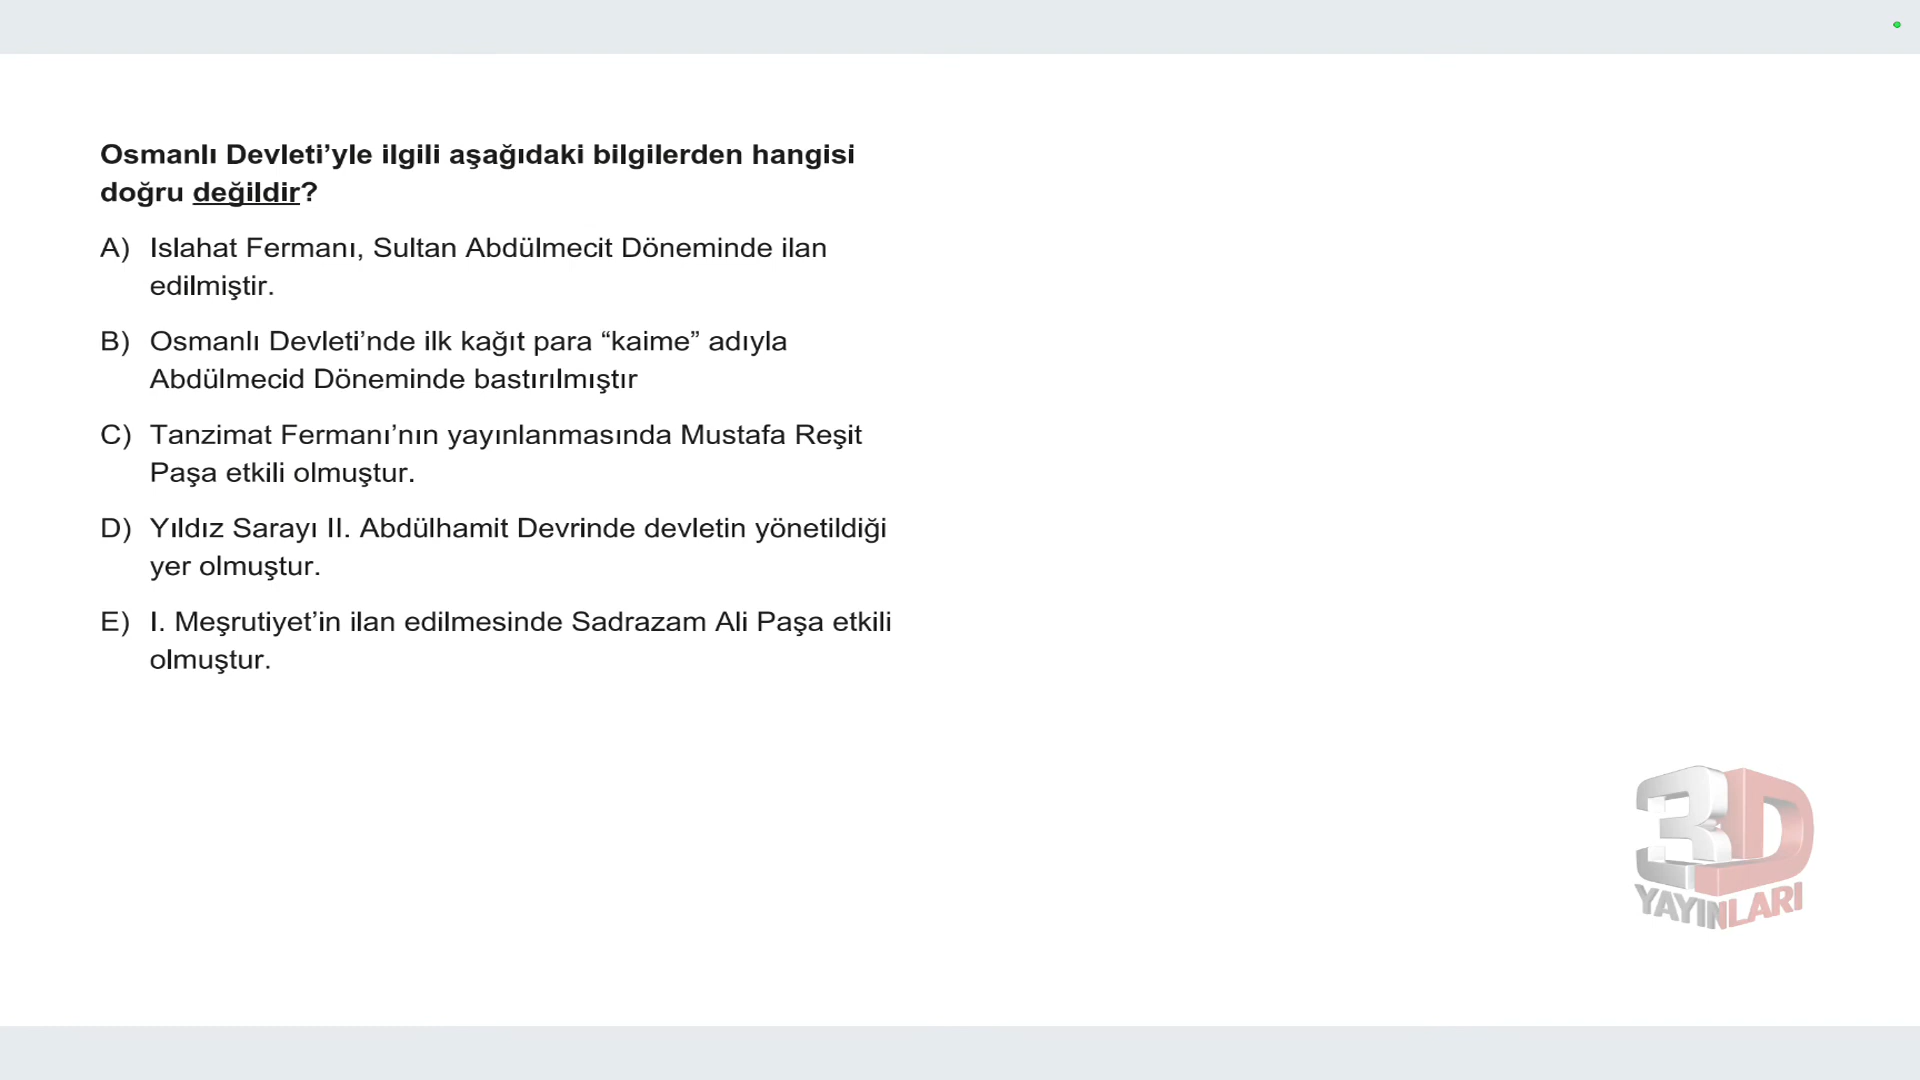 Osmanlı Devleti’yle ilgili aşağıdaki bilgilerden hangisi
doğru değildir?
A) Islahat Fermanı, Sultan Abdülmecit Döneminde ilan
edilmiştir.
B) Osmanlı Devleti’nde ilk kağıt para “kaime” adıyla
Abdülmecid Döneminde bastırılmıştır
C) Tanzimat Fermanı’nın yayınlanmasında Mustafa Reşit
Paşa etkili olmuştur.
D) Yıldız Sarayı II. Abdülhamit Devrinde devletin yönetildiği
yer olmuştur.
E) I. Meşrutiyet’in ilan edilmesinde Sadrazam Ali Paşa etkili
olmuştur.
3D
YAYINLARI